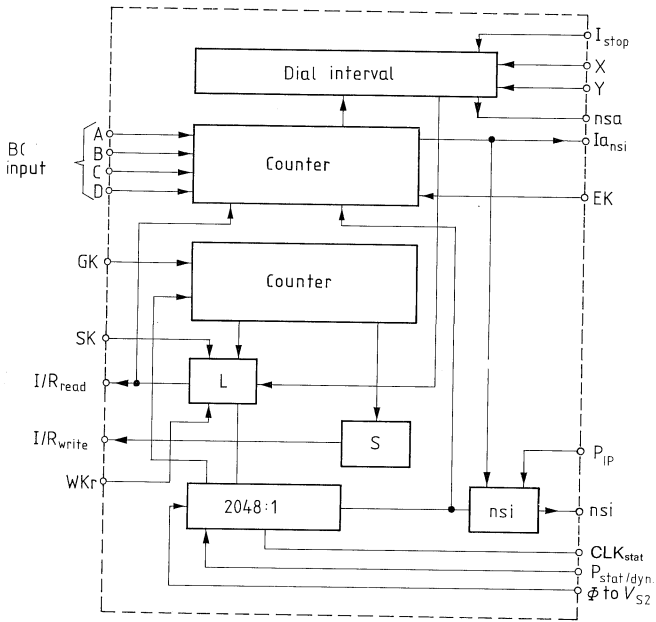 I_stop
Dial interval
X
Y
nsa
BC
input
A
B
C
D
Counter
Ia_nsi
EK
GK
Counter
SK
I/R_read
L
I/R_write
S
P_IP
WKr
2048:1
nsi
nsi
CLK_stat
P_stat/dyn.
Φ to V_S2